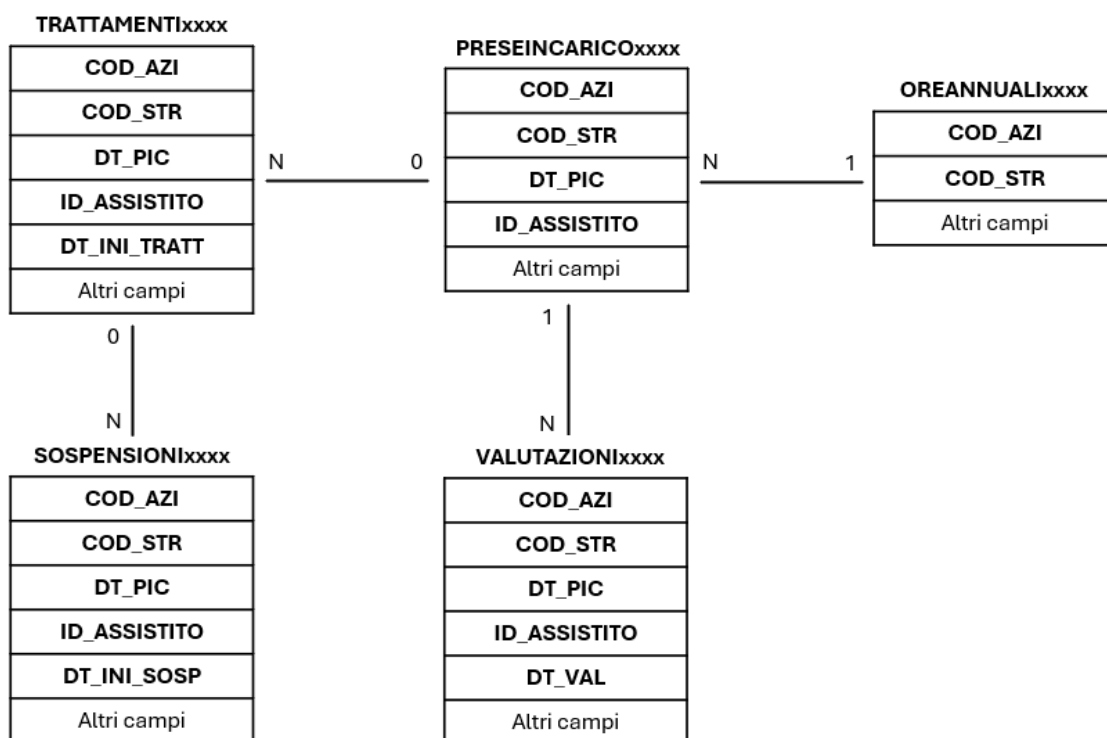 TRATTAMENTIxxxx
COD_AZI
COD_STR
DT_PIC
ID_ASSISTITO
DT_INI_TRATT
Altri campi
N
0
PRESEINCARICOxxxx
COD_AZI
COD_STR
DT_PIC
ID_ASSISTITO
Altri campi
N
1
OREANNUALIxxxx
COD_AZI
COD_STR
Altri campi
0
N
SOSPENSIONIxxxx
COD_AZI
COD_STR
DT_PIC
ID_ASSISTITO
DT_INI_SOSP
Altri campi
1
N
VALUTAZIONIxxxx
COD_AZI
COD_STR
DT_PIC
ID_ASSISTITO
DT_VAL
Altri campi